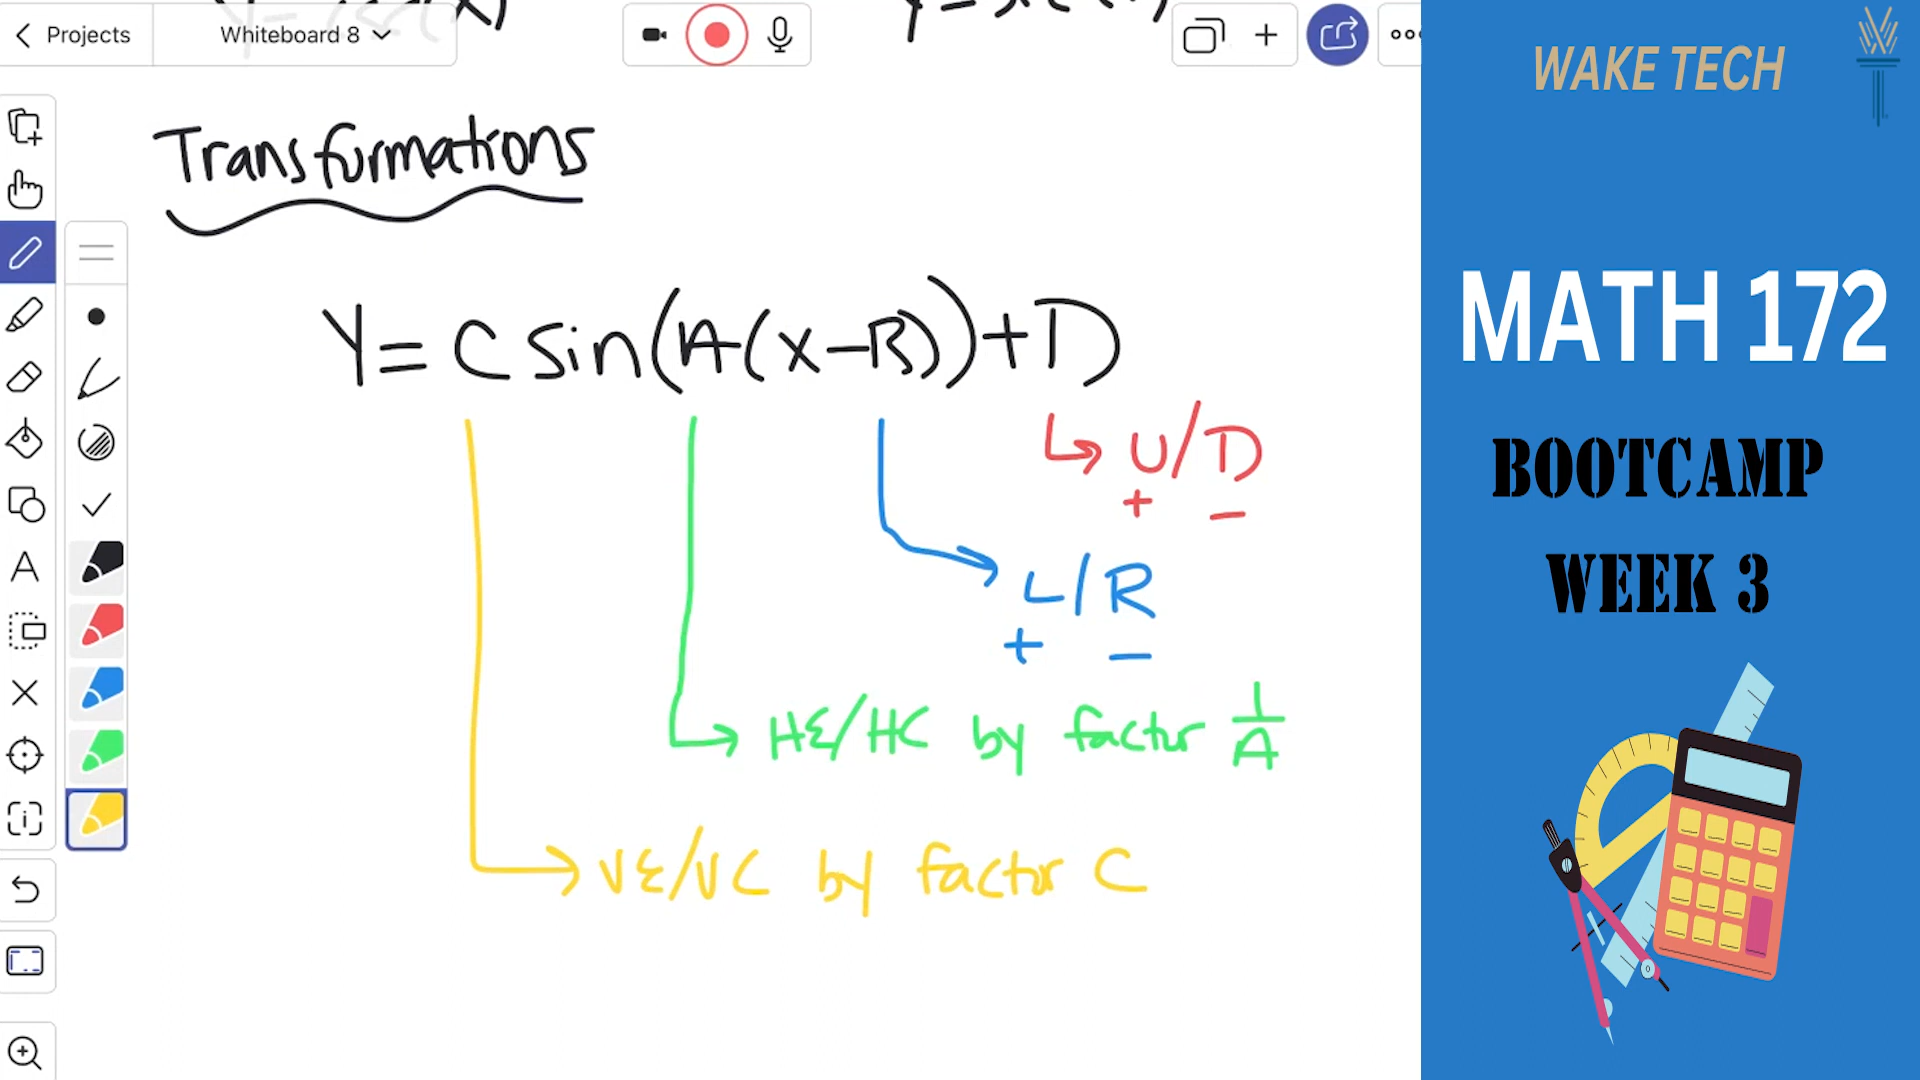 Projects
Whiteboard 8
WAKE TECH
Transformations
Y= C sin(A(x-B))+D
U/D
+ -
L/R
+ -
HE/HC by factor 1/A
VE/VC by factor C
A
MATH 172
BOOTCAMP
WEEK 3